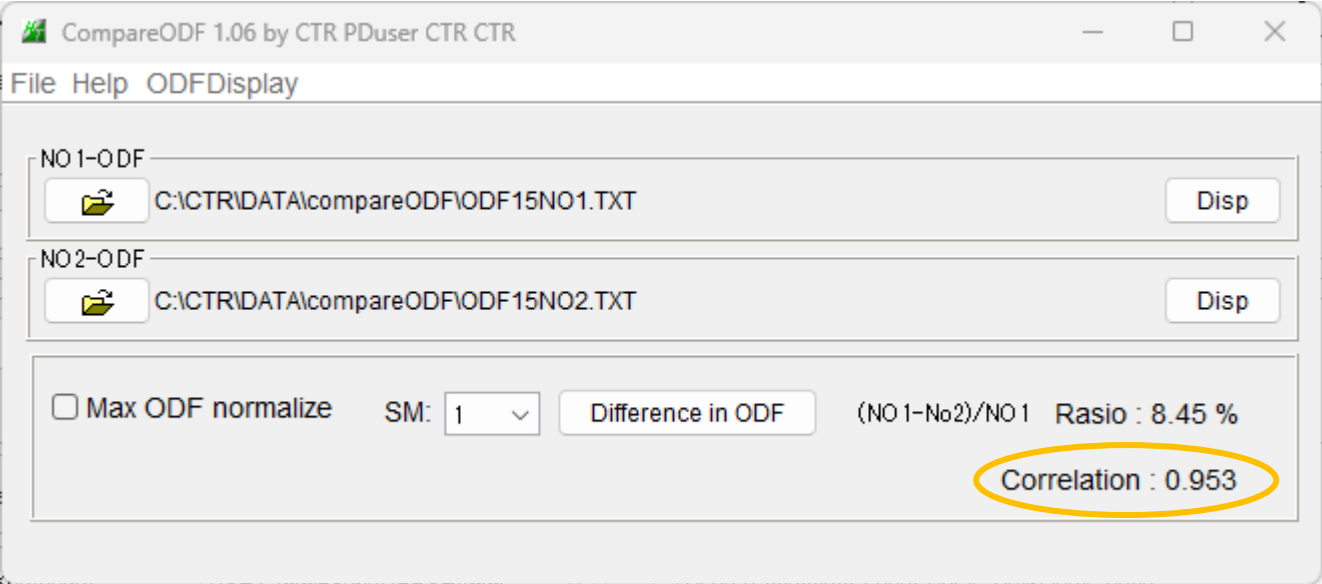 CompareODF 1.06 by CTR PDuser CTR CTR
File Help ODFDisplay
NO1-ODF
C:\CTR\DATA\compareODF\ODF15NO1.TXT Disp
NO2-ODF
C:\CTR\DATA\compareODF\ODF15NO2.TXT Disp
Max ODF normalize SM: 1 Difference in ODF (NO1-No2)/NO1 Rasio : 8.45 %
Correlation : 0.953